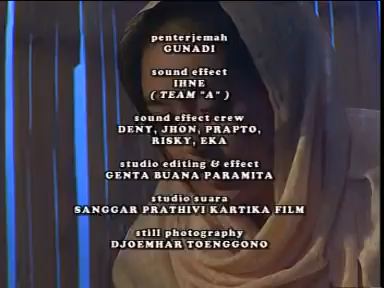 penterjemah
GUNADI
sound effect
IHNE
( TEAM "A" )
sound effect crew
DENY, JHON, PRAPTO,
RISKY, EKA
studio editing & effect
GENTA BUANA PARAMITA
studio suara
SANGGAR PRATHIVI KARTIKA FILM
still photography
DJOEMHAR TOENGGONO